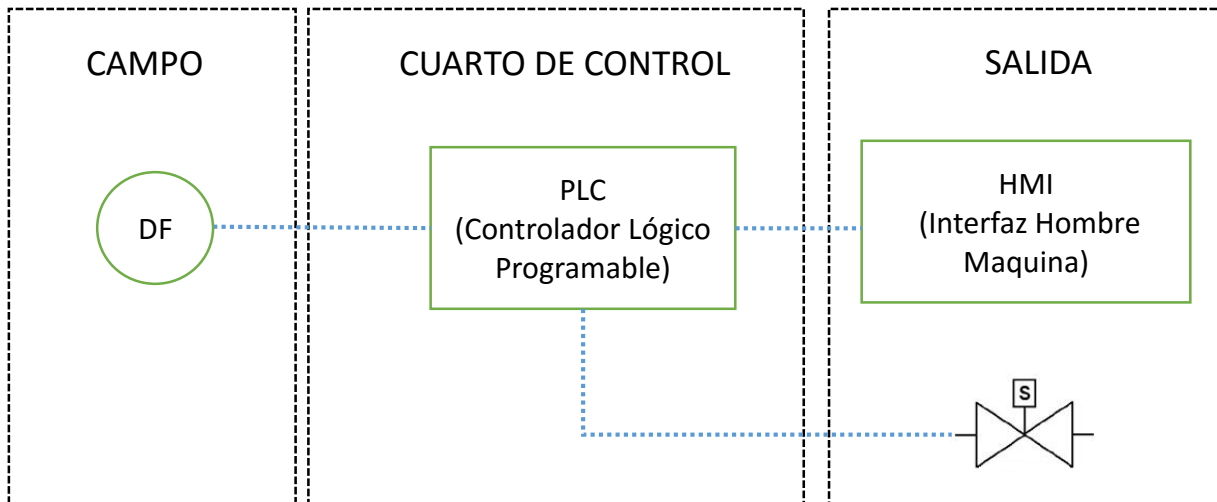 CAMPO
CUARTO DE CONTROL
SALIDA
DF
PLC
(Controlador Lógico
Programable)
HMI
(Interfaz Hombre
Maquina)
S